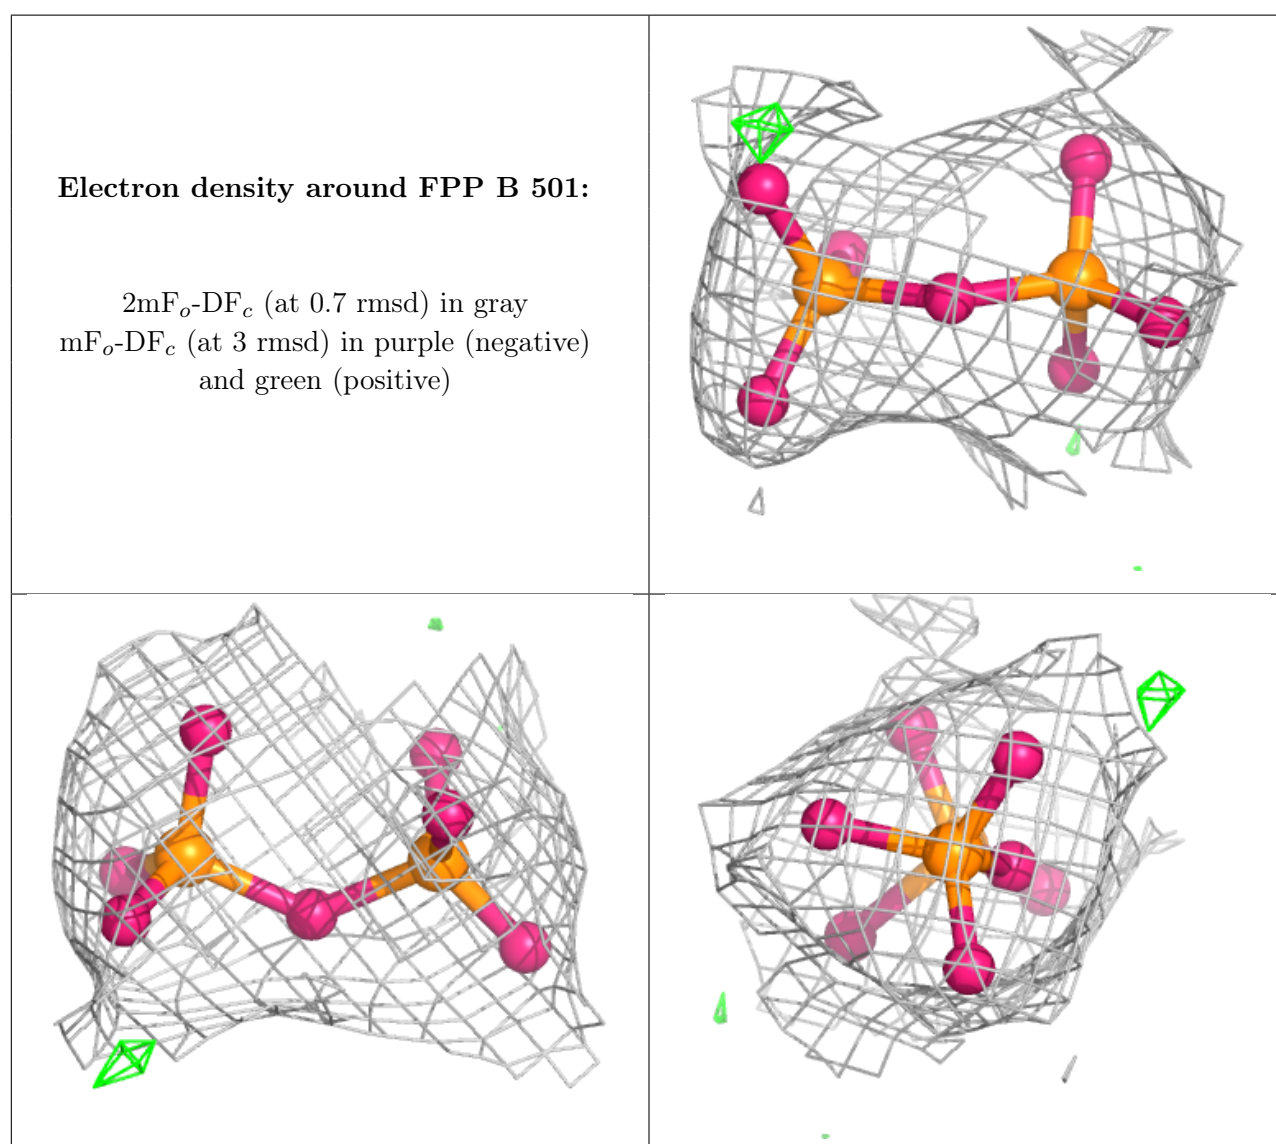 Electron density around FPP B 501:
2mFo-DFc (at 0.7 rmsd) in gray
mFo-DFc (at 3 rmsd) in purple (negative)
and green (positive)